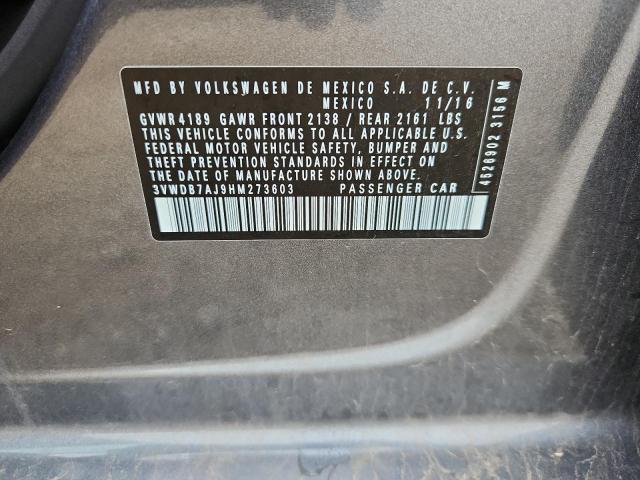 MFD BY VOLKSWAGEN DE MEXICO S.A. DE C.V.
MEXICO 11/16
GVWR 4189 GAWR FRONT 2138 / REAR 2161 LBS
THIS VEHICLE CONFORMS TO ALL APPLICABLE U.S.
FEDERAL MOTOR VEHICLE SAFETY, BUMPER AND
THEFT PREVENTION STANDARDS IN EFFECT ON
THE DATE OF MANUFACTURE SHOWN ABOVE.
3VWDB7AJ9HM273603 PASSENGER CAR
4526902 3156 M